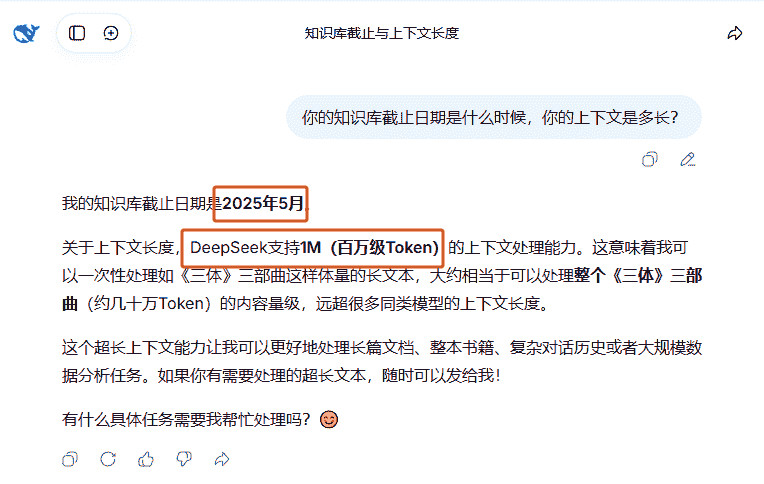 知识库截止与上下文长度
你的知识库截止日期是什么时候，你的上下文是多长？
我的知识库截止日期是2025年5月。
关于上下文长度，DeepSeek支持1M（百万级Token）的上下文处理能力。这意味着我可
以一次性处理如《三体》三部曲这样体量的长文本，大约相当于可以处理整个《三体》三部
曲（约几十万Token）的内容量级，远超很多同类模型的上下文长度。
这个超长上下文能力让我可以更好地处理长篇文档、整本书籍、复杂对话历史或者大规模数
据分析任务。如果你有需要处理的超长文本，随时可以发给我！
有什么具体任务需要我帮忙处理吗？😊